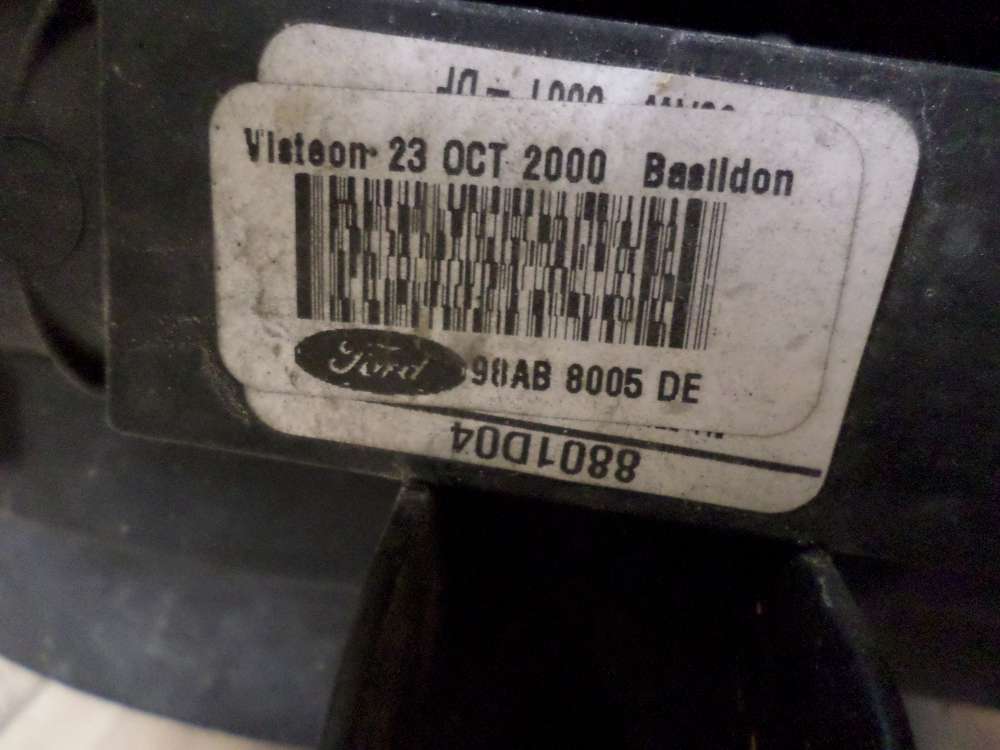 Visteon 23 OCT 2000 Basildon
Ford 98AB 8005 DE
8801D04